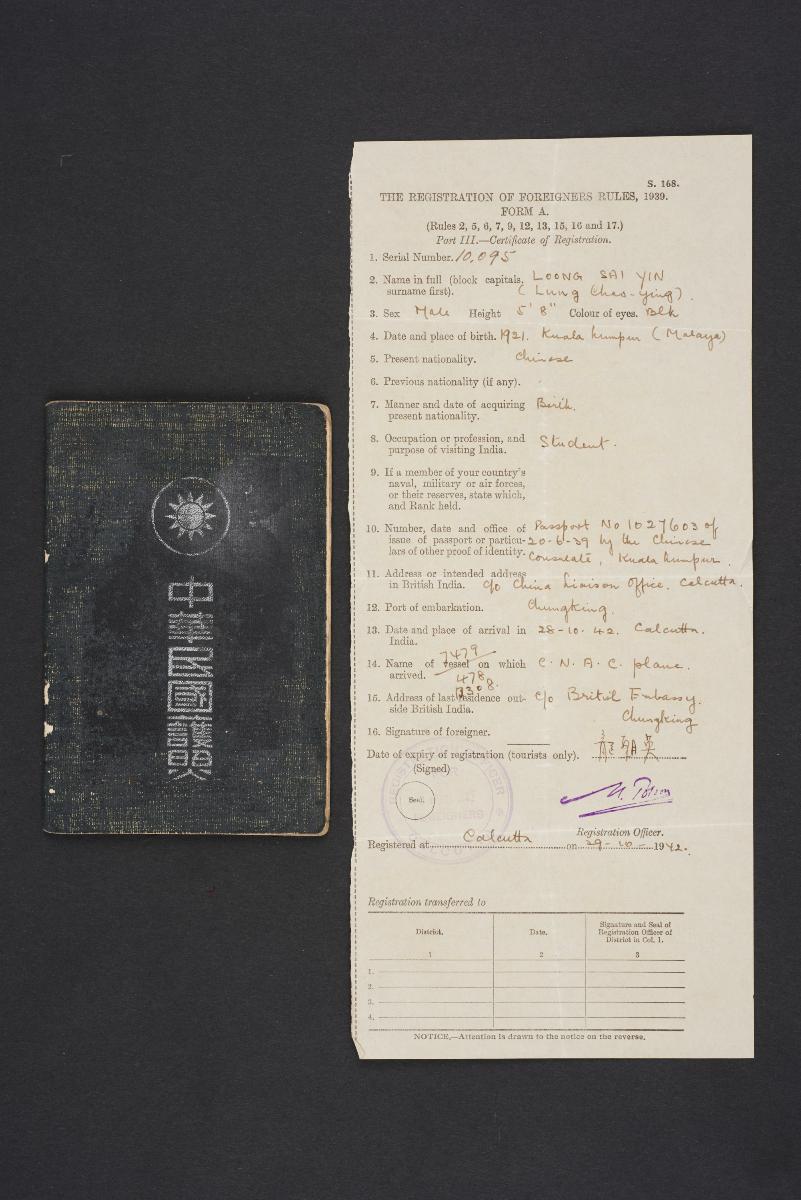 中華民國護照
S. 168.
THE REGISTRATION OF FOREIGNERS RULES, 1939.
FORM A.
(Rules 2, 5, 6, 7, 9, 12, 13, 15, 16 and 17.)
Part III.—Certificate of Registration.
1. Serial Number. 10,095
2. Name in full (block capitals, LOONG SAI YIN
surname first). (Lung Chao-ying).
3. Sex Male Height 5' 8" Colour of eyes. Blk
4. Date and place of birth. 1921. Kuala Lumpur (Malaya)
5. Present nationality. Chinese
6. Previous nationality (if any).
7. Manner and date of acquiring Birth.
present nationality.
8. Occupation or profession, and Student.
purpose of visiting India.
9. If a member of your country's
naval, military or air forces,
or their reserves, state which,
and Rank held.
10. Number, date and office of Passport No 1027603 of
issue of passport or particu- 20-6-39 by the Chinese
lars of other proof of identity. Consulate, Kuala Lumpur.
11. Address or intended address
in British India. c/o China Liaison Office. Calcutta.
12. Port of embarkation. Chungking.
13. Date and place of arrival in 28-10-42. Calcutta.
India.
7479
14. Name of vessel on which C.N.A.C. plane.
arrived. 478
15. Address of last residence out- c/o British Embassy.
side British India. Chungking
16. Signature of foreigner.
Date of expiry of registration (tourists only).
(Signed)
Seal.
Registration Officer.
Registered at Calcutta on 29-10-1942.
Registration transferred to
District. Date. Signature and Seal of
Registration Officer of
District in Col. 1.
1 2 3
1.
2.
3.
4.
NOTICE.—Attention is drawn to the notice on the reverse.